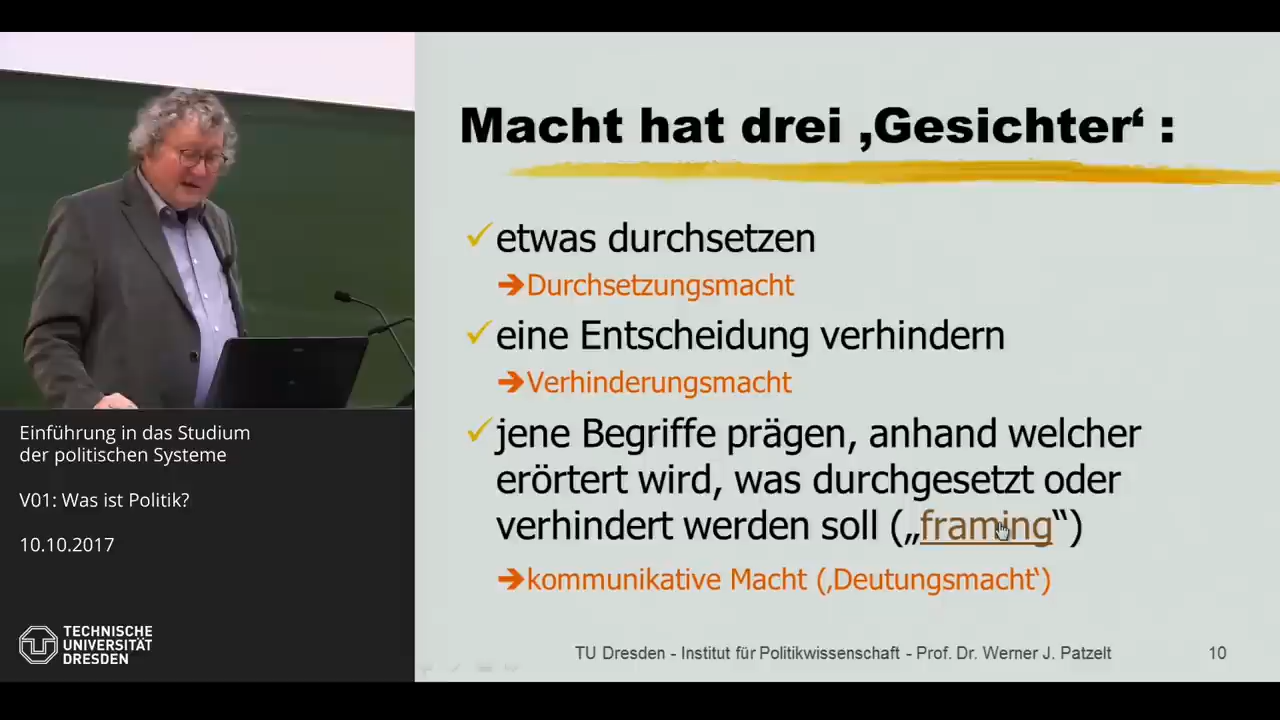 Macht hat drei ‚Gesichter‘ :
etwas durchsetzen
➔Durchsetzungsmacht
eine Entscheidung verhindern
➔Verhinderungsmacht
jene Begriffe prägen, anhand welcher
erörtert wird, was durchgesetzt oder
verhindert werden soll („framing“)
➔kommunikative Macht (‚Deutungsmacht‘)
TU Dresden - Institut für Politikwissenschaft - Prof. Dr. Werner J. Patzelt
10
Einführung in das Studium
der politischen Systeme
V01: Was ist Politik?
10.10.2017
TECHNISCHE
UNIVERSITÄT
DRESDEN